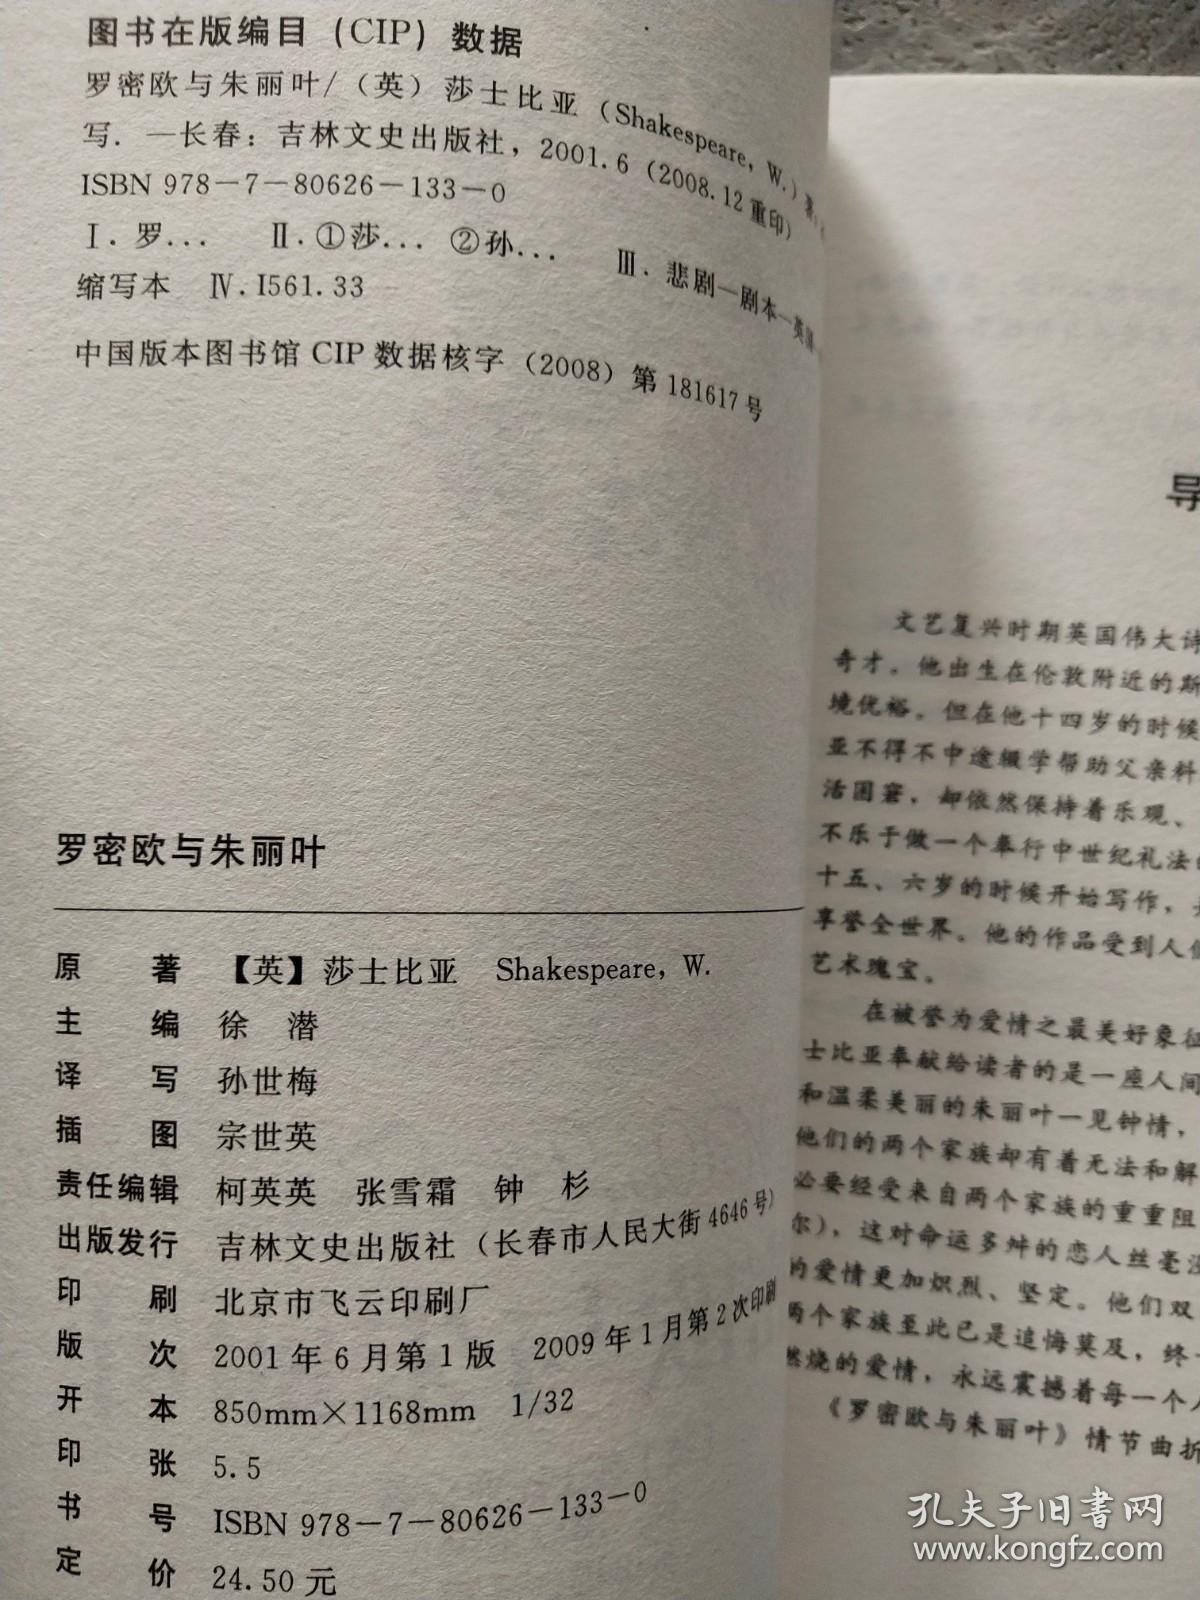 图书在版编目（CIP）数据
罗密欧与朱丽叶/（英）莎士比亚（Shakespeare，W.）著；
写．—长春：吉林文史出版社，2001.6（2008.12重印）
ISBN 978－7－80626－133－0
Ⅰ．罗... Ⅱ．①莎... ②孙... Ⅲ．悲剧—剧本—英国
缩写本 Ⅳ．I561.33
中国版本图书馆CIP数据核字（2008）第181617号
罗密欧与朱丽叶
原 著 【英】莎士比亚 Shakespeare，W.
主 编 徐 潜
译 写 孙世梅
插 图 宗世英
责任编辑 柯英英 张雪霜 钟 杉
出版发行 吉林文史出版社（长春市人民大街4646号）
印 刷 北京市飞云印刷厂
版 次 2001年6月第1版 2009年1月第2次印刷
开 本 850mm×1168mm 1/32
印 张 5.5
书 号 ISBN 978－7－80626－133－0
定 价 24.50元
导
文艺复兴时期英国伟大诗
奇才。他出生在伦敦附近的斯
境优裕。但在他十四岁的时候
亚不得不中途辍学帮助父亲料
活困窘，却依然保持着乐观、
不乐于做一个奉行中世纪礼法的
十五、六岁的时候开始写作，
享誉全世界。他的作品受到人们
艺术瑰宝。
在被誉为爱情之最美好象征
士比亚奉献给读者的是一座人间
和温柔美丽的朱丽叶一见钟情，
他们的两个家族却有着无法和解
必要经受来自两个家族的重重阻
尔），这对命运多舛的恋人丝毫没
的爱情更加炽烈、坚定。他们双
两个家族至此已是追悔莫及，终
燃烧的爱情，永远震撼着每一个人
《罗密欧与朱丽叶》情节曲折
孔夫子旧书网
www.kongfz.com